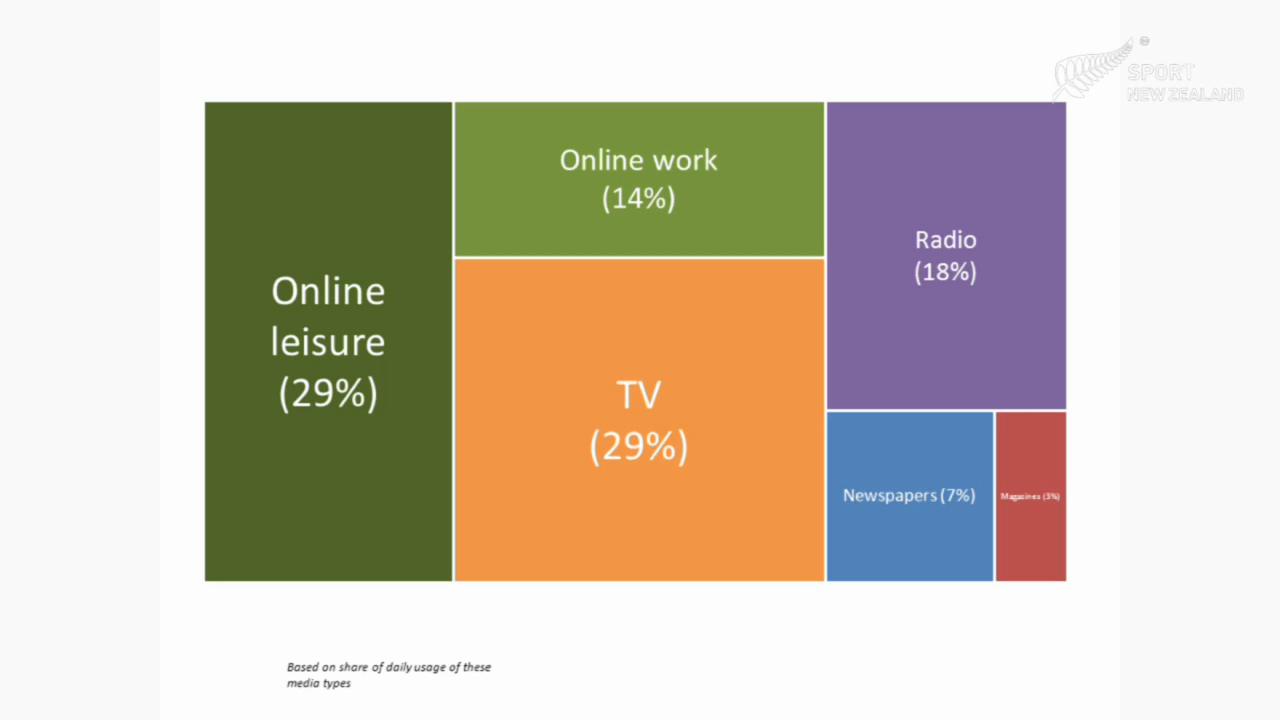 SPORT
NEW ZEALAND
Online work
(14%)
Radio
(18%)
Online
leisure
(29%)
TV
(29%)
Newspapers (7%)
Magazines (3%)
Based on share of daily usage of these
media types